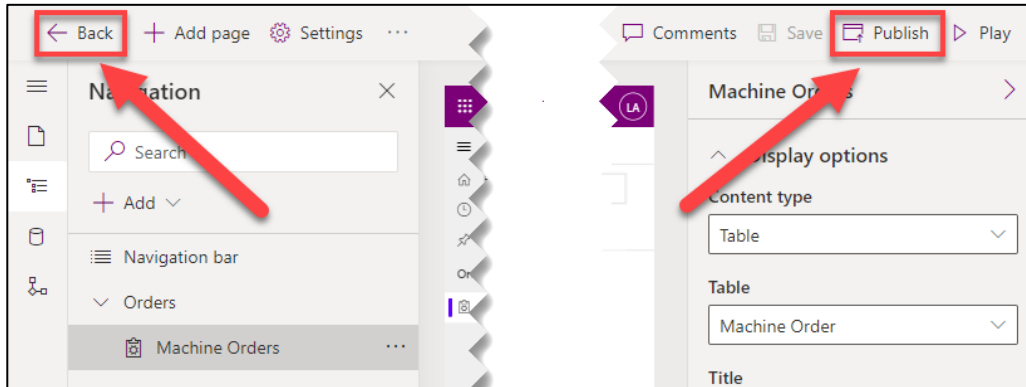 Back
Add page
Settings
Comments
Save
Publish
Play
Navigation
Search
Add
Navigation bar
Orders
Machine Orders
LA
Machine Orders
Display options
Content type
Table
Table
Machine Order
Title